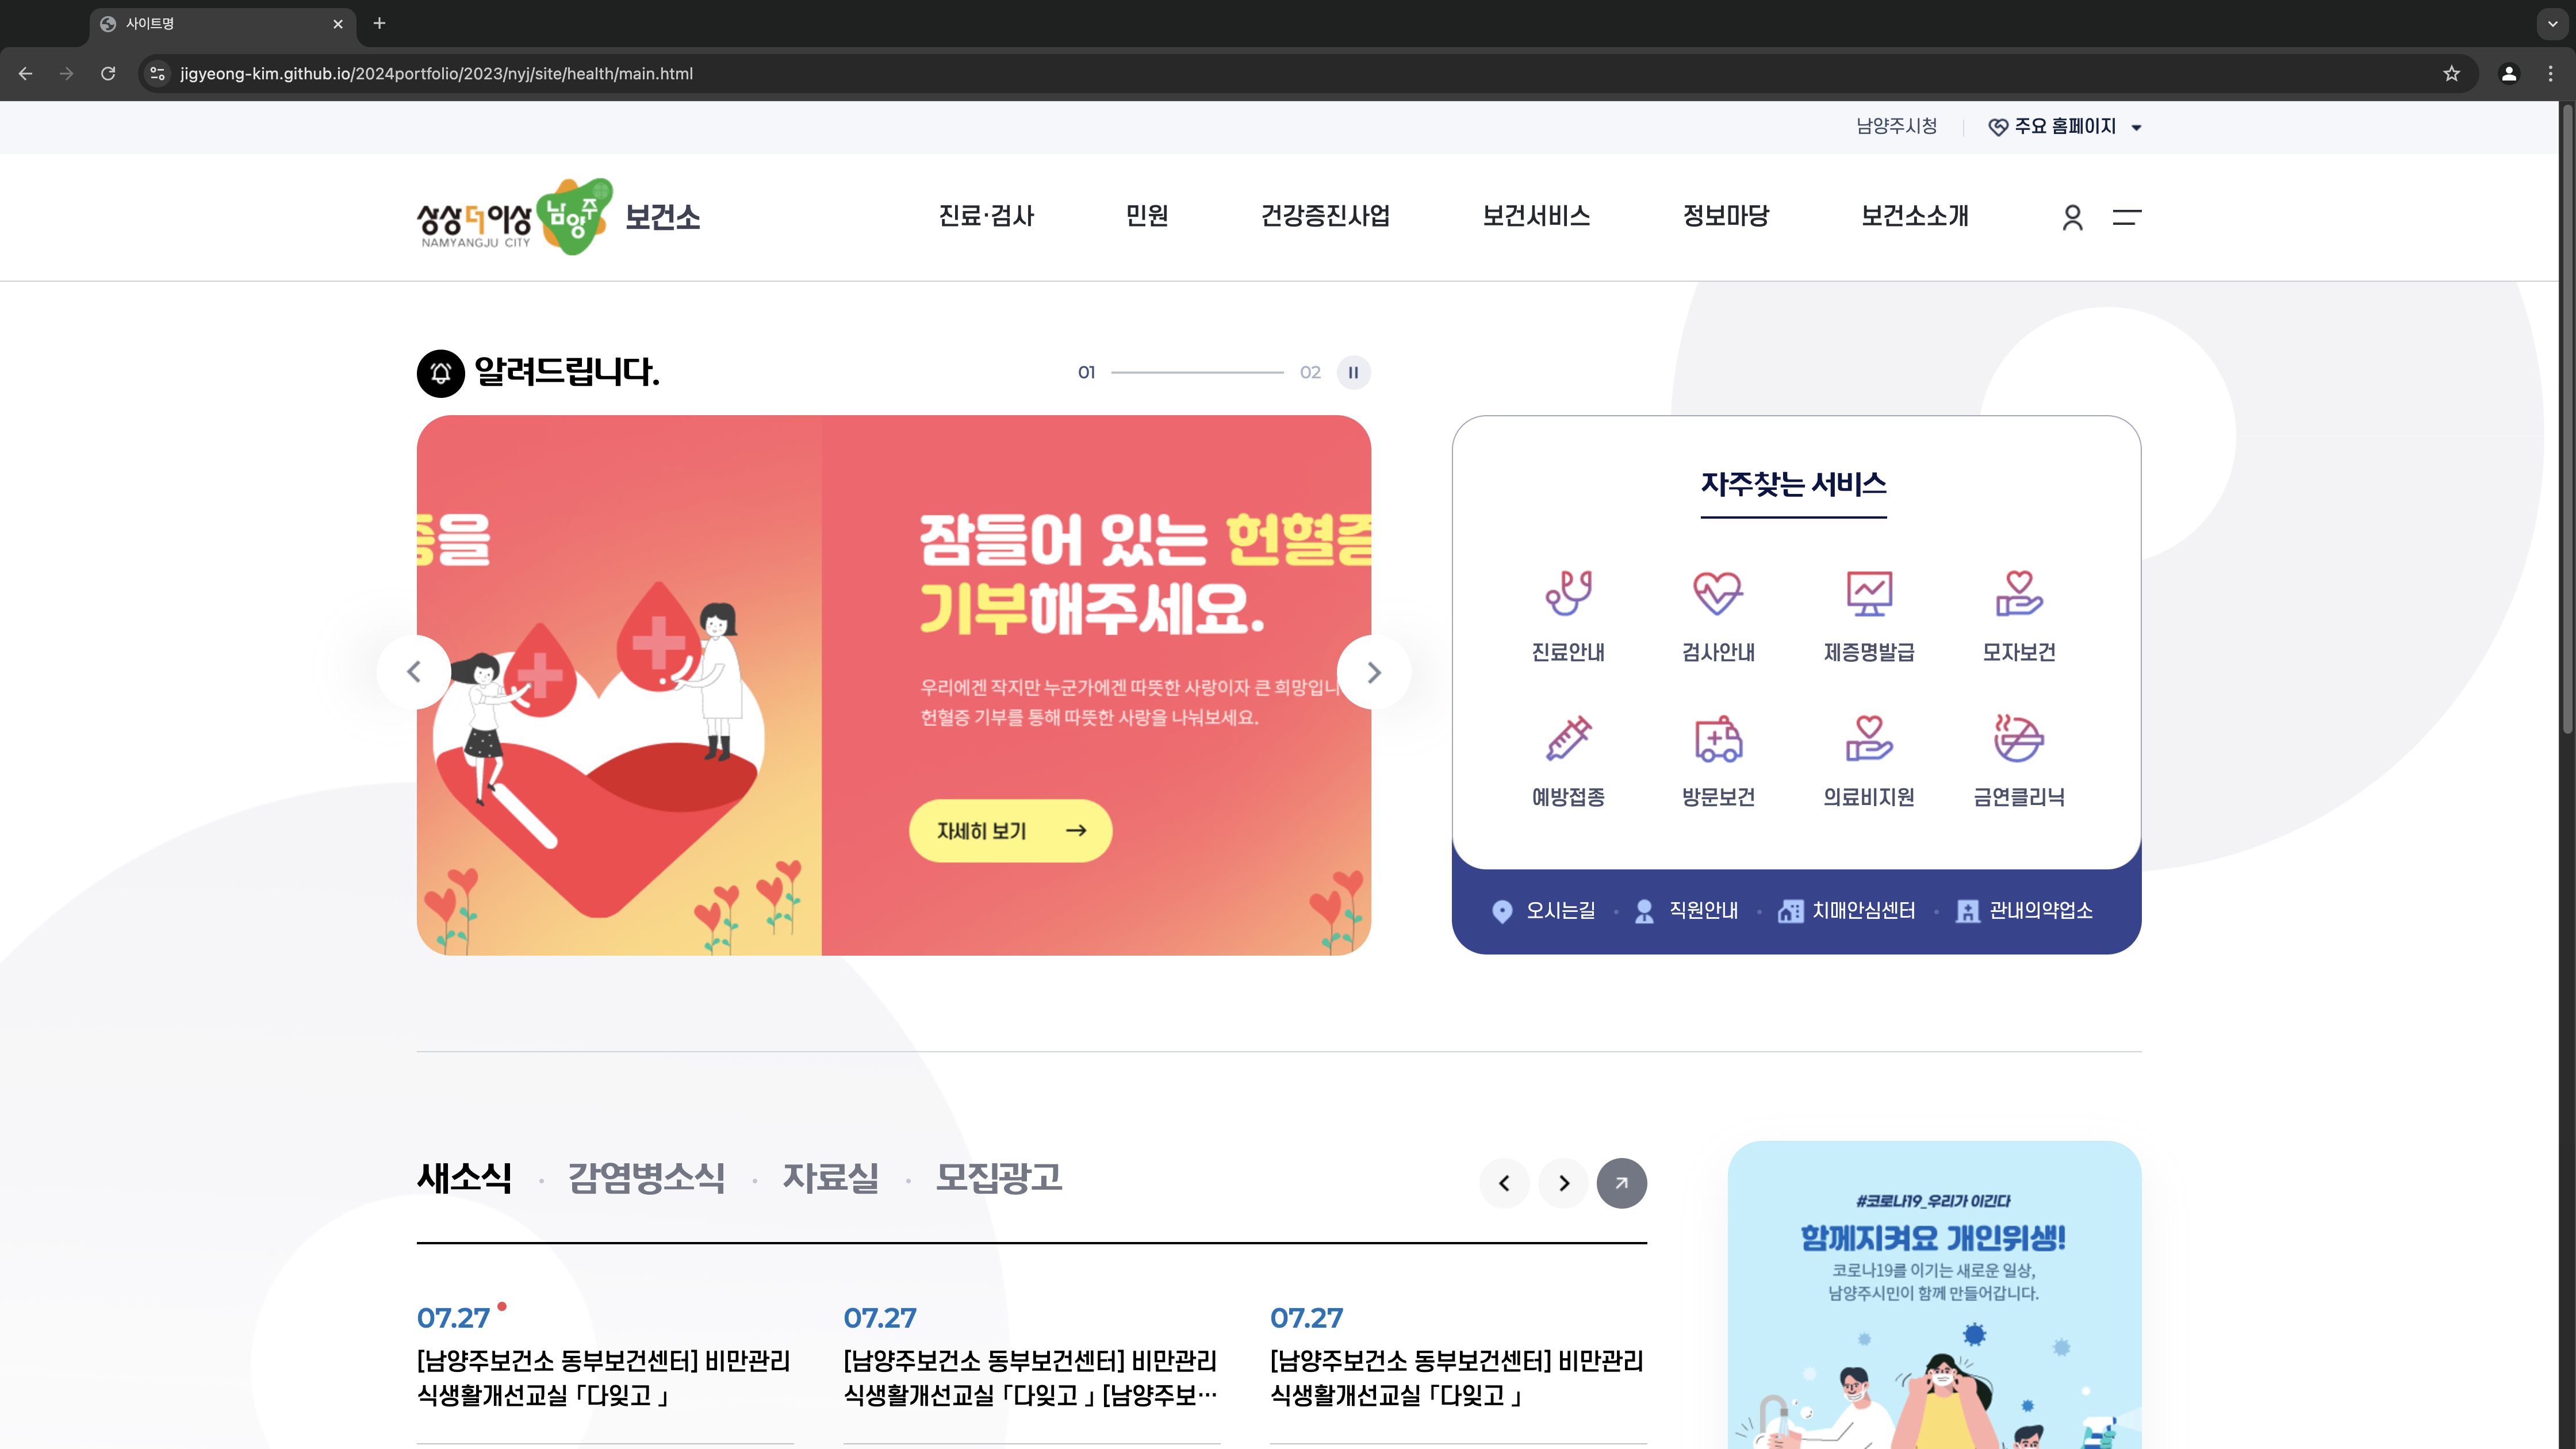 사이트명
jigyeong-kim.github.io/2024portfolio/2023/nyj/site/health/main.html
남양주시청
주요 홈페이지
상상더이상 남양주
NAMYANGJU CITY
보건소
진료·검사
민원
건강증진사업
보건서비스
정보마당
보건소소개
알려드립니다.
01
02
을
잠들어 있는 헌혈증
기부해주세요.
우리에겐 작지만 누군가에겐 따뜻한 사랑이자 큰 희망입니
헌혈증 기부를 통해 따뜻한 사랑을 나눠보세요.
자세히 보기
자주찾는 서비스
진료안내
검사안내
제증명발급
모자보건
예방접종
방문보건
의료비지원
금연클리닉
오시는길
직원안내
치매안심센터
관내의약업소
새소식
감염병소식
자료실
모집광고
07.27
[남양주보건소 동부보건센터] 비만관리
식생활개선교실 ｢다잊고 ｣
07.27
[남양주보건소 동부보건센터] 비만관리
식생활개선교실 ｢다잊고 ｣ [남양주보…
07.27
[남양주보건소 동부보건센터] 비만관리
식생활개선교실 ｢다잊고 ｣
#코로나19_우리가 이긴다
함께지켜요 개인위생!
코로나19를 이기는 새로운 일상,
남양주시민이 함께 만들어갑니다.